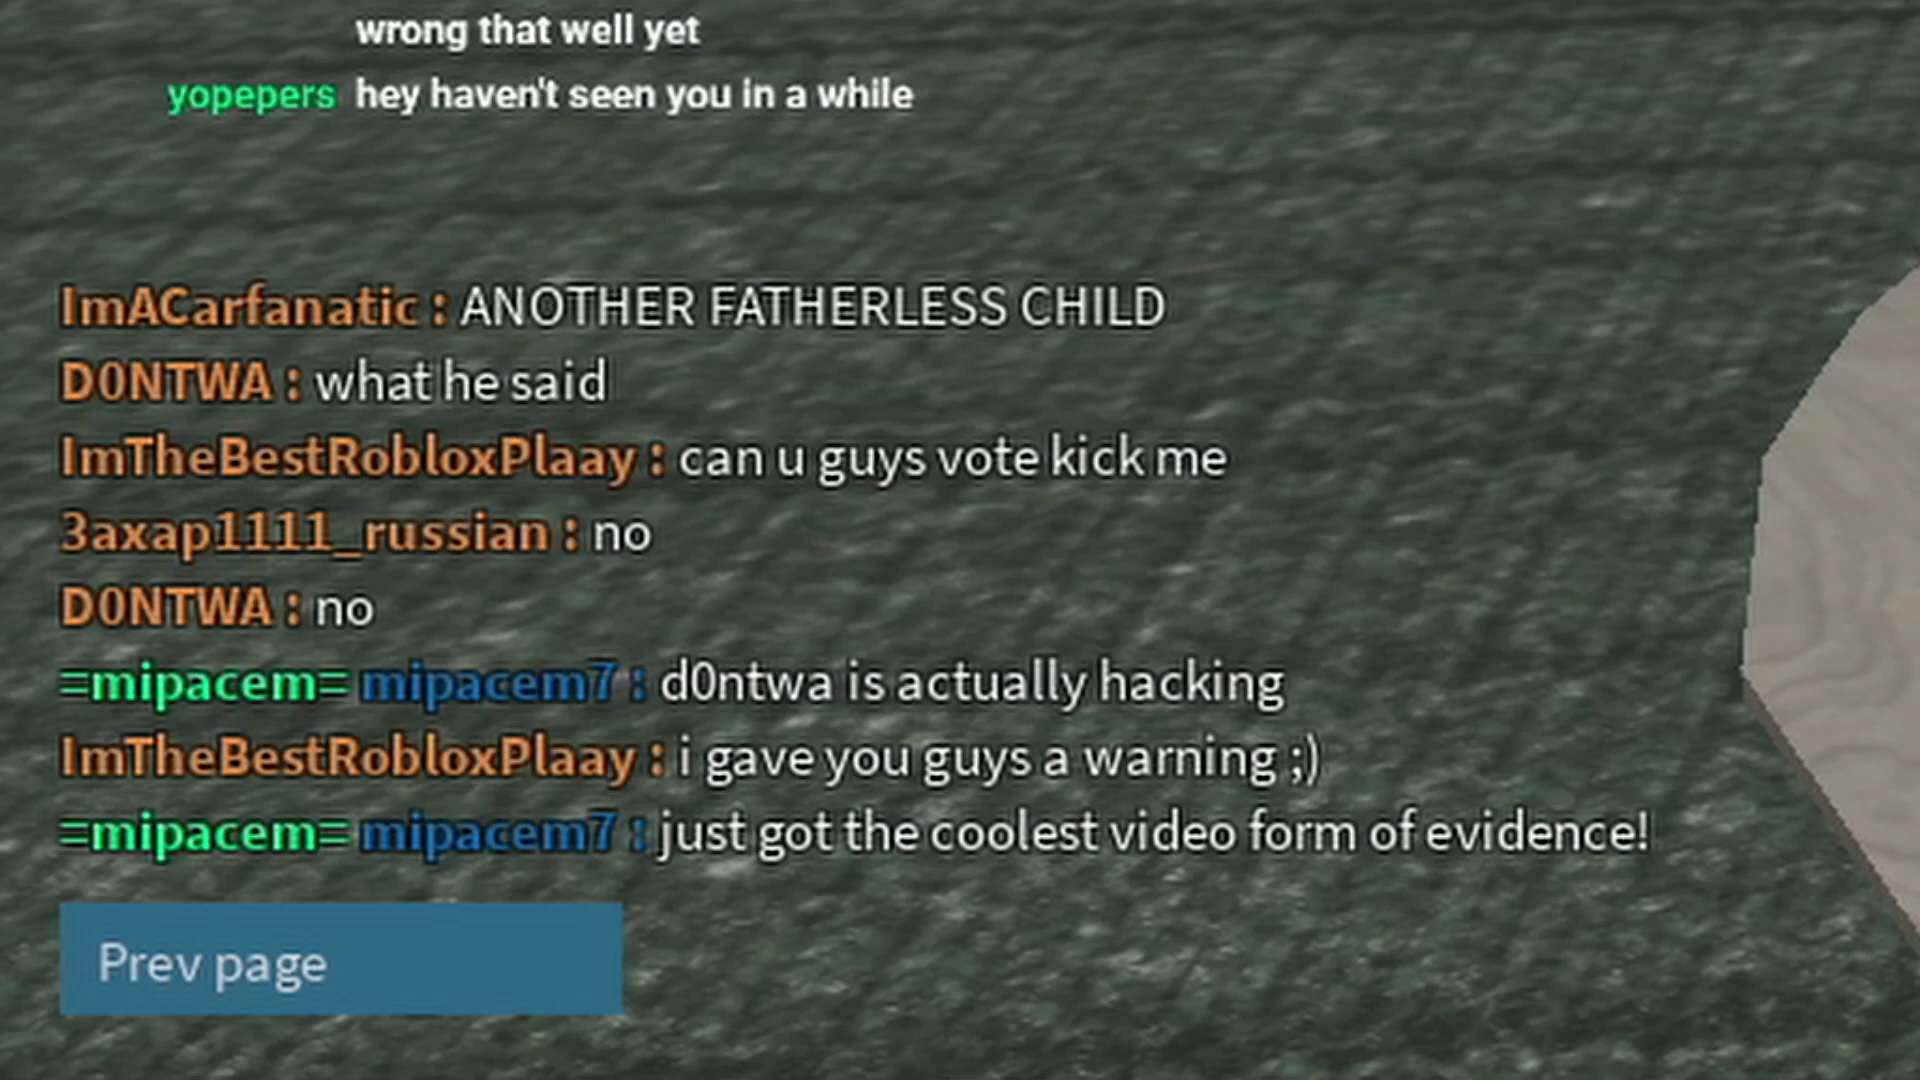 wrong that well yet
yopepers hey haven't seen you in a while
ImACarfanatic : ANOTHER FATHERLESS CHILD
D0NTWA : what he said
ImTheBestRobloxPlaay : can u guys vote kick me
3axap1111_russian : no
D0NTWA : no
=mipacem= mipacem7 : d0ntwa is actually hacking
ImTheBestRobloxPlaay : i gave you guys a warning ;)
=mipacem= mipacem7 : just got the coolest video form of evidence!
Prev page